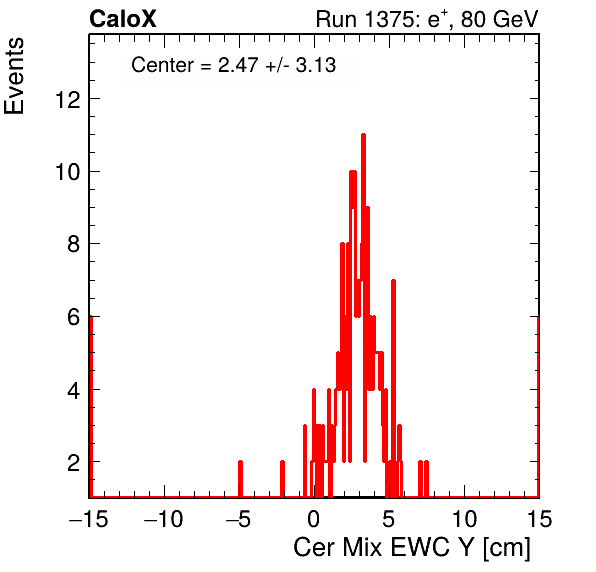 CaloX
Run 1375: e+, 80 GeV
Events
Center = 2.47 +/- 3.13
12
10
8
6
4
2
−15 −10 −5 0 5 10 15
Cer Mix EWC Y [cm]